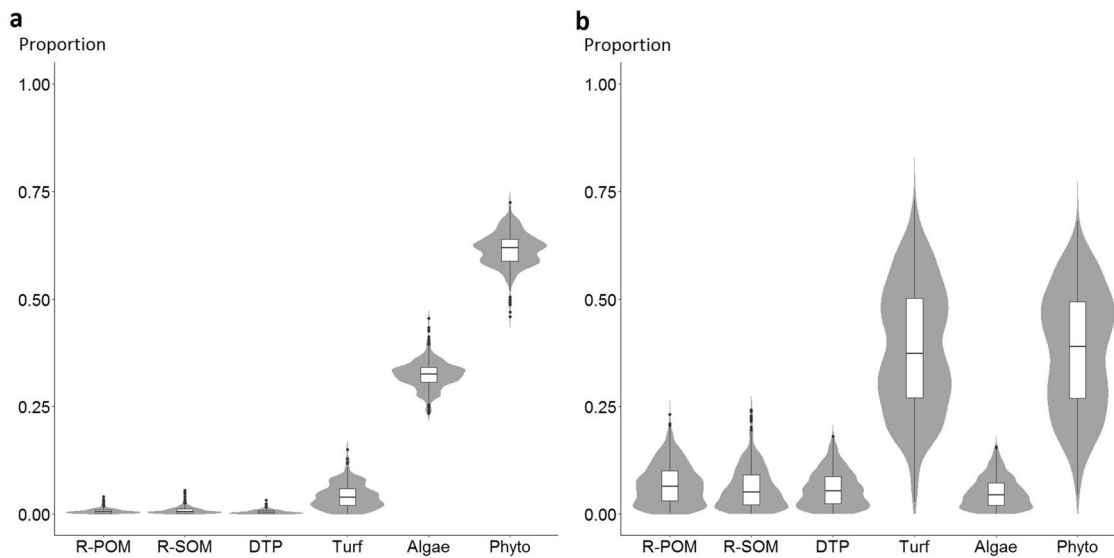 a
Proportion
1.00
0.75
0.50
0.25
0.00
R-POM R-SOM DTP Turf Algae Phyto
b
Proportion
1.00
0.75
0.50
0.25
0.00
R-POM R-SOM DTP Turf Algae Phyto